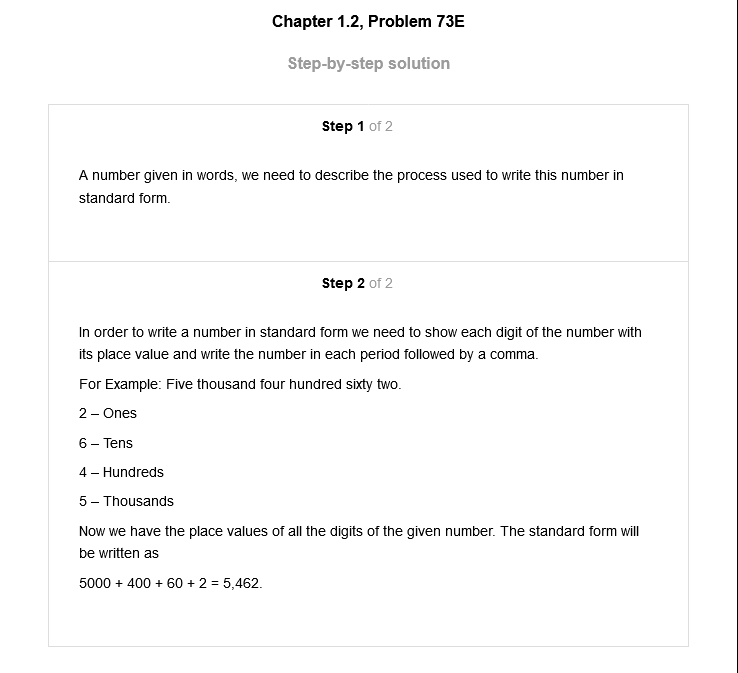 Chapter 1.2, Problem 73E
Step-by-step solution
Step 1 of 2
A number given in words, we need to describe the process used to write this number in
standard form.
Step 2 of 2
In order to write a number in standard form we need to show each digit of the number with
its place value and write the number in each period followed by a comma.
For Example: Five thousand four hundred sixty two.
2 – Ones
6 – Tens
4 – Hundreds
5 – Thousands
Now we have the place values of all the digits of the given number. The standard form will
be written as
5000 + 400 + 60 + 2 = 5,462.